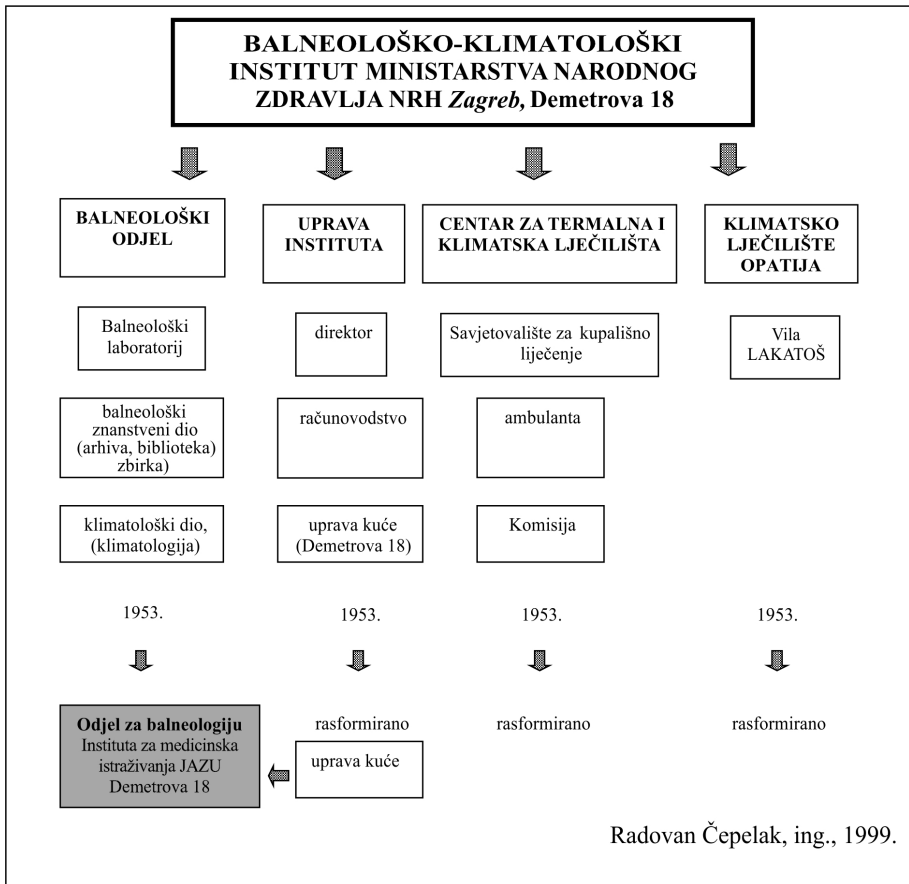 BALNEOLOŠKO-KLIMATOLOŠKI
INSTITUT MINISTARSTVA NARODNOG
ZDRAVLJA NRH Zagreb, Demetrova 18
BALNEOLOŠKI
ODJEL
UPRAVA
INSTITUTA
CENTAR ZA TERMALNA I
KLIMATSKA LJEČILIŠTA
KLIMATSKO
LJEČILIŠTE
OPATIJA
Balneološki
laboratorij
direktor
Savjetovalište za kupališno
liječenje
Vila
LAKATOŠ
balneološki
znanstveni dio
(arhiva, biblioteka)
zbirka)
računovodstvo
ambulanta
klimatološki dio,
(klimatologija)
uprava kuće
(Demetrova 18)
Komisija
1953.
1953.
1953.
1953.
Odjel za balneologiju
Instituta za medicinska
istraživanja JAZU
Demetrova 18
rasformirano
uprava kuće
rasformirano
rasformirano
Radovan Čepelak, ing., 1999.